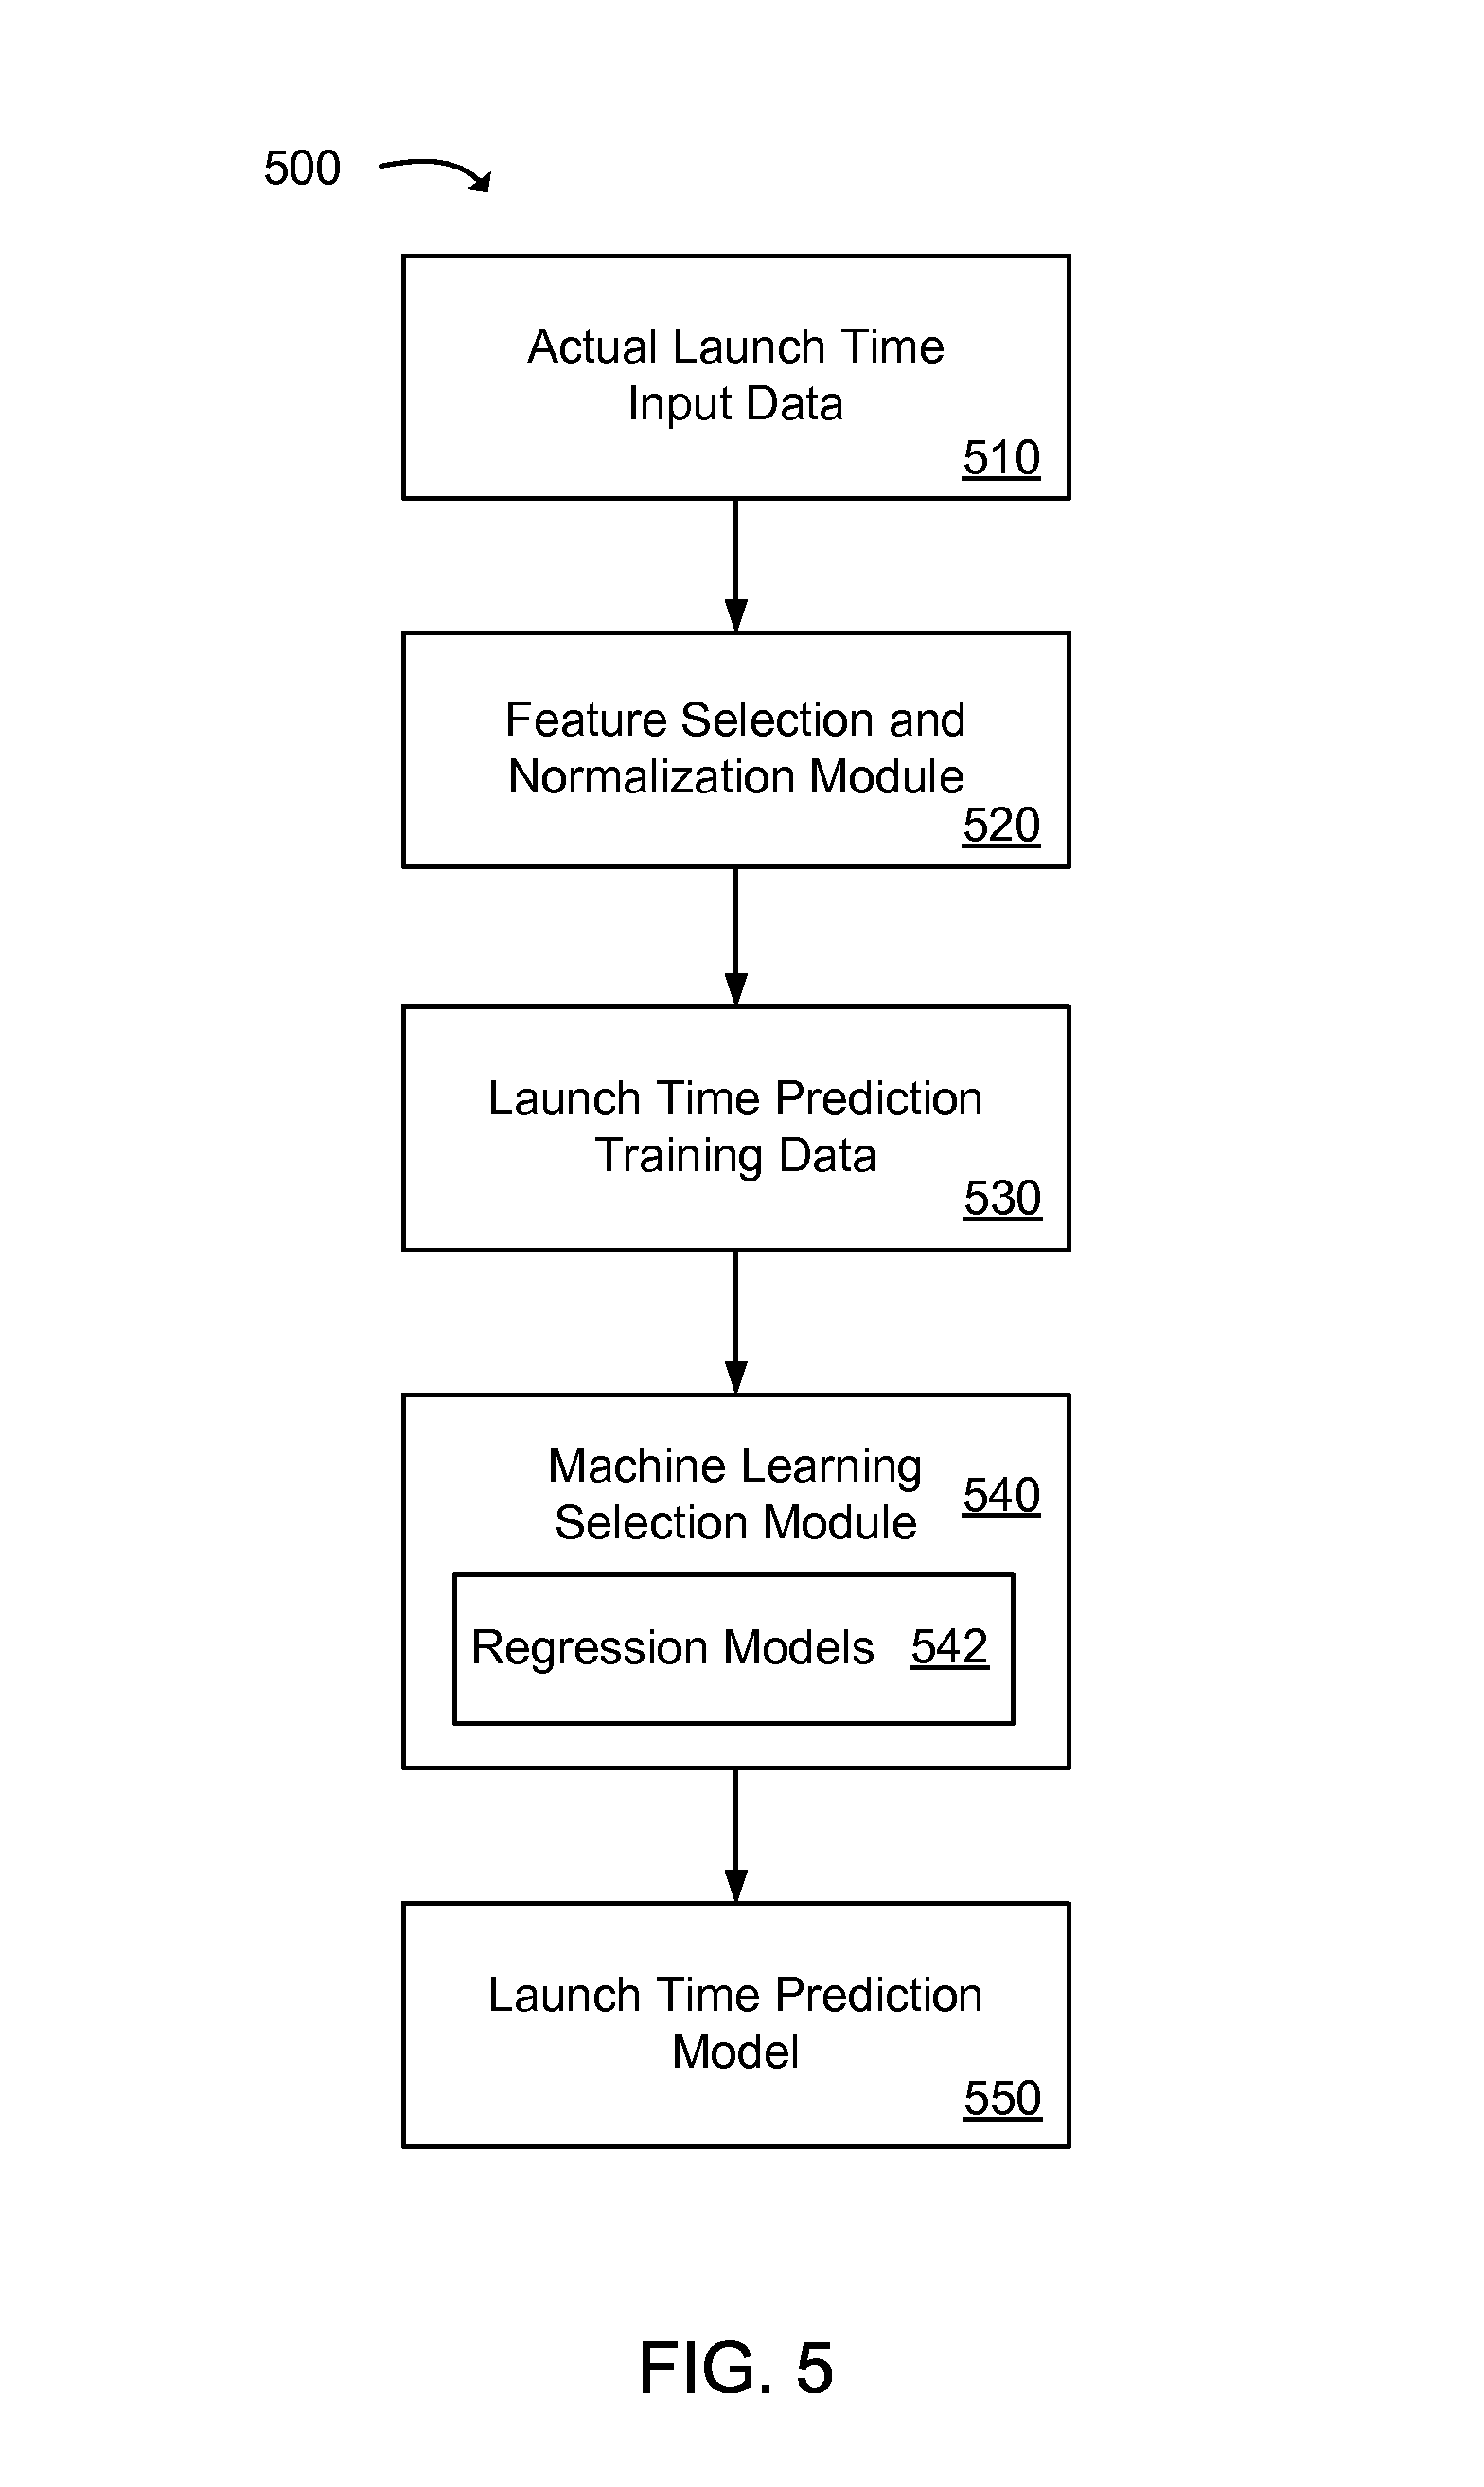 500
Actual Launch Time
Input Data
510
Feature Selection and
Normalization Module
520
Launch Time Prediction
Training Data
530
Machine Learning
Selection Module
540
Regression Models 542
Launch Time Prediction
Model
550
FIG. 5